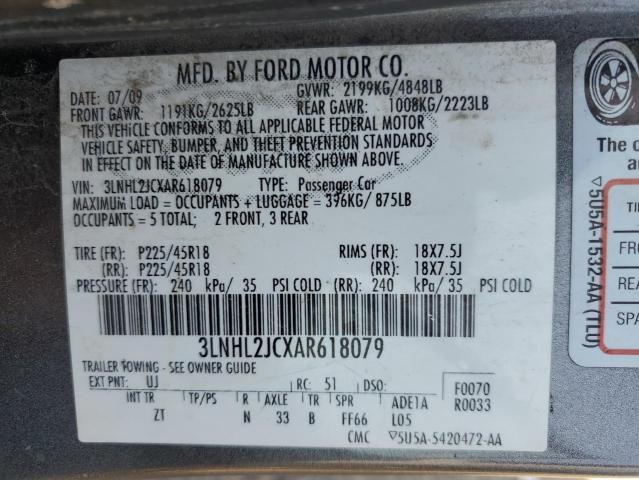 MFD. BY FORD MOTOR CO.
DATE: 07/09 GVWR: 2199KG/4848LB
FRONT GAWR: 1191KG/2625LB REAR GAWR: 1008KG/2223LB
THIS VEHICLE CONFORMS TO ALL APPLICABLE FEDERAL MOTOR
VEHICLE SAFETY, BUMPER, AND THEFT PREVENTION STANDARDS
IN EFFECT ON THE DATE OF MANUFACTURE SHOWN ABOVE.
VIN: 3LNHL2JCXAR618079 TYPE: Passenger Car
MAXIMUM LOAD = OCCUPANTS + LUGGAGE = 396KG/ 875LB
OCCUPANTS = 5 TOTAL; 2 FRONT, 3 REAR
TIRE (FR): P225/45R18 RIMS (FR): 18X7.5J
(RR): P225/45R18 (RR): 18X7.5J
PRESSURE (FR): 240 kPa/ 35 PSI COLD (RR): 240 kPa/ 35 PSI COLD
3LNHL2JCXAR618079
TRAILER TOWING - SEE OWNER GUIDE
EXT PNT: UJ RC: 51 DSO: F0070
INT TR TP/PS R AXLE TR SPR ADE1A R0033
ZT N 33 B FF66 L05
CMC ▽5U5A-5420472-AA
▽5U5A-1532-AA (TLU)
The o
a
TI
FRO
REA
SPA